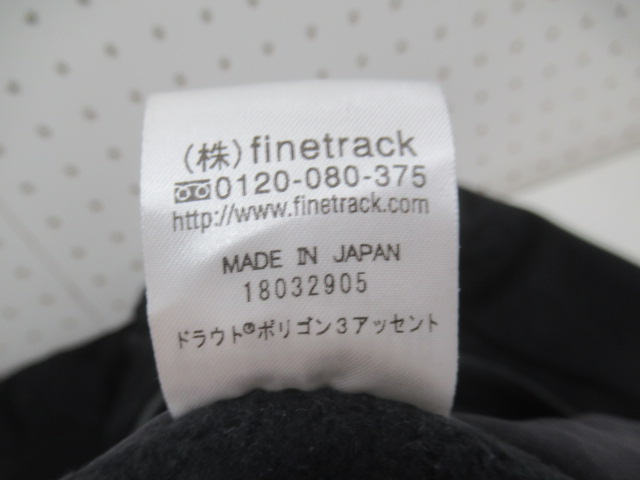 （株）finetrack
0120-080-375
http://www.finetrack.com
MADE IN JAPAN
18032905
ドラウト®ポリゴン3アッセント